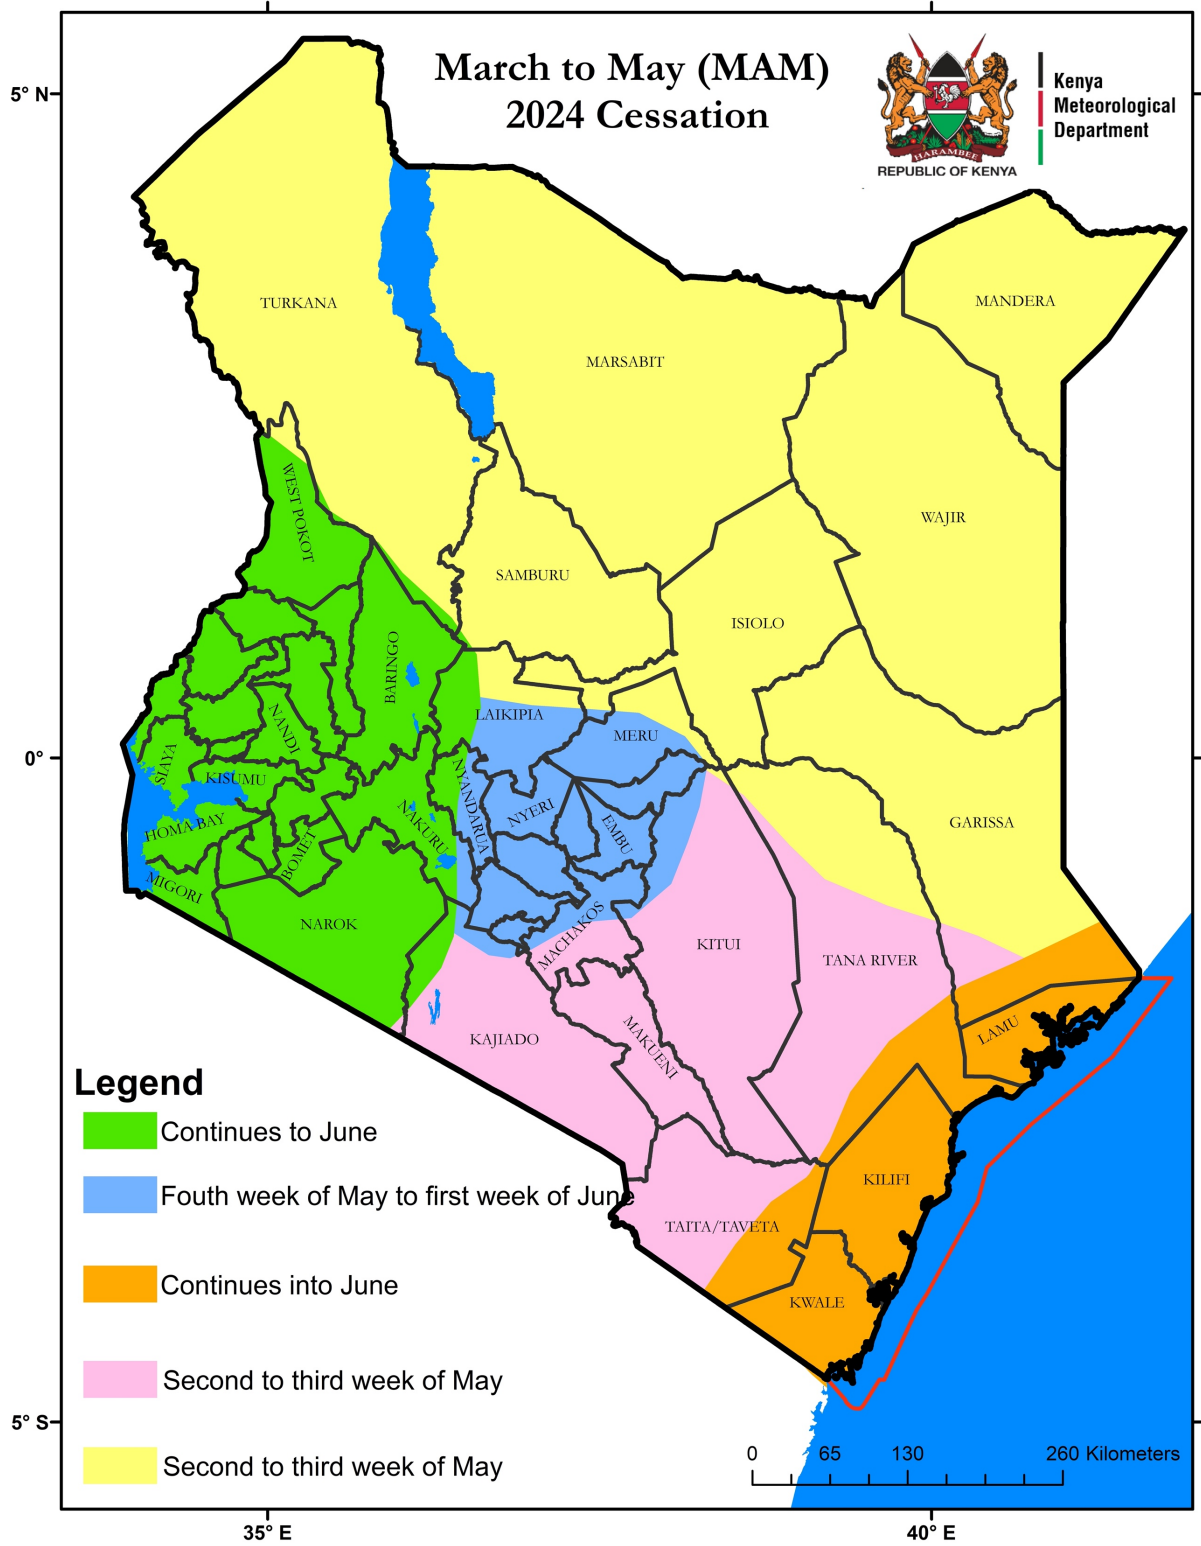 March to May (MAM)
2024 Cessation
Kenya
Meteorological
Department
HARAMBEE
REPUBLIC OF KENYA
5° N
0°
5° S
TURKANA
MARSABIT
MANDERA
WAJIR
WEST POKOT
SAMBURU
ISIOLO
BARINGO
LAIKIPIA
MERU
NANDI
SIAYA
KISUMU
NYANDARUA
NYERI
EMBU
HOMA BAY
NAKURU
BOMET
GARISSA
MIGORI
NAROK
MACHAKOS
KITUI
TANA RIVER
KAJIADO
MAKUENI
LAMU
KILIFI
TAITA/TAVETA
KWALE
Legend
Continues to June
Fouth week of May to first week of June
Continues into June
Second to third week of May
Second to third week of May
0 65 130 260 Kilometers
35° E
40° E